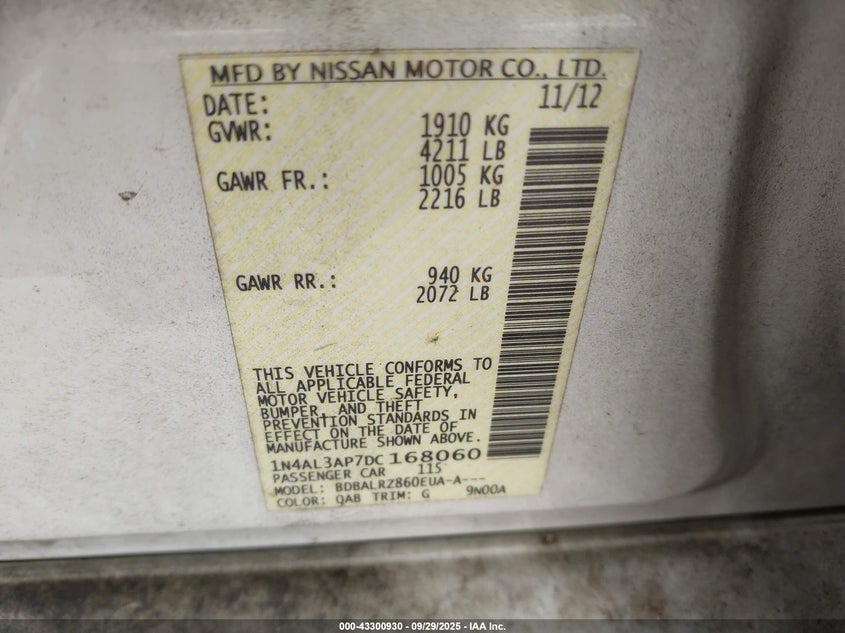 MFD BY NISSAN MOTOR CO., LTD.
DATE: 11/12
GVWR: 1910 KG
4211 LB
GAWR FR.: 1005 KG
2216 LB
GAWR RR.: 940 KG
2072 LB
THIS VEHICLE CONFORMS TO
ALL APPLICABLE FEDERAL
MOTOR VEHICLE SAFETY,
BUMPER, AND THEFT
PREVENTION STANDARDS IN
EFFECT ON THE DATE OF
MANUFACTURE SHOWN ABOVE.
1N4AL3AP7DC168060
PASSENGER CAR 115
MODEL: BDBALRZ860EUA-A---
COLOR: QAB TRIM: G 9N00A
000-43300930 - 09/29/2025 - IAA Inc.